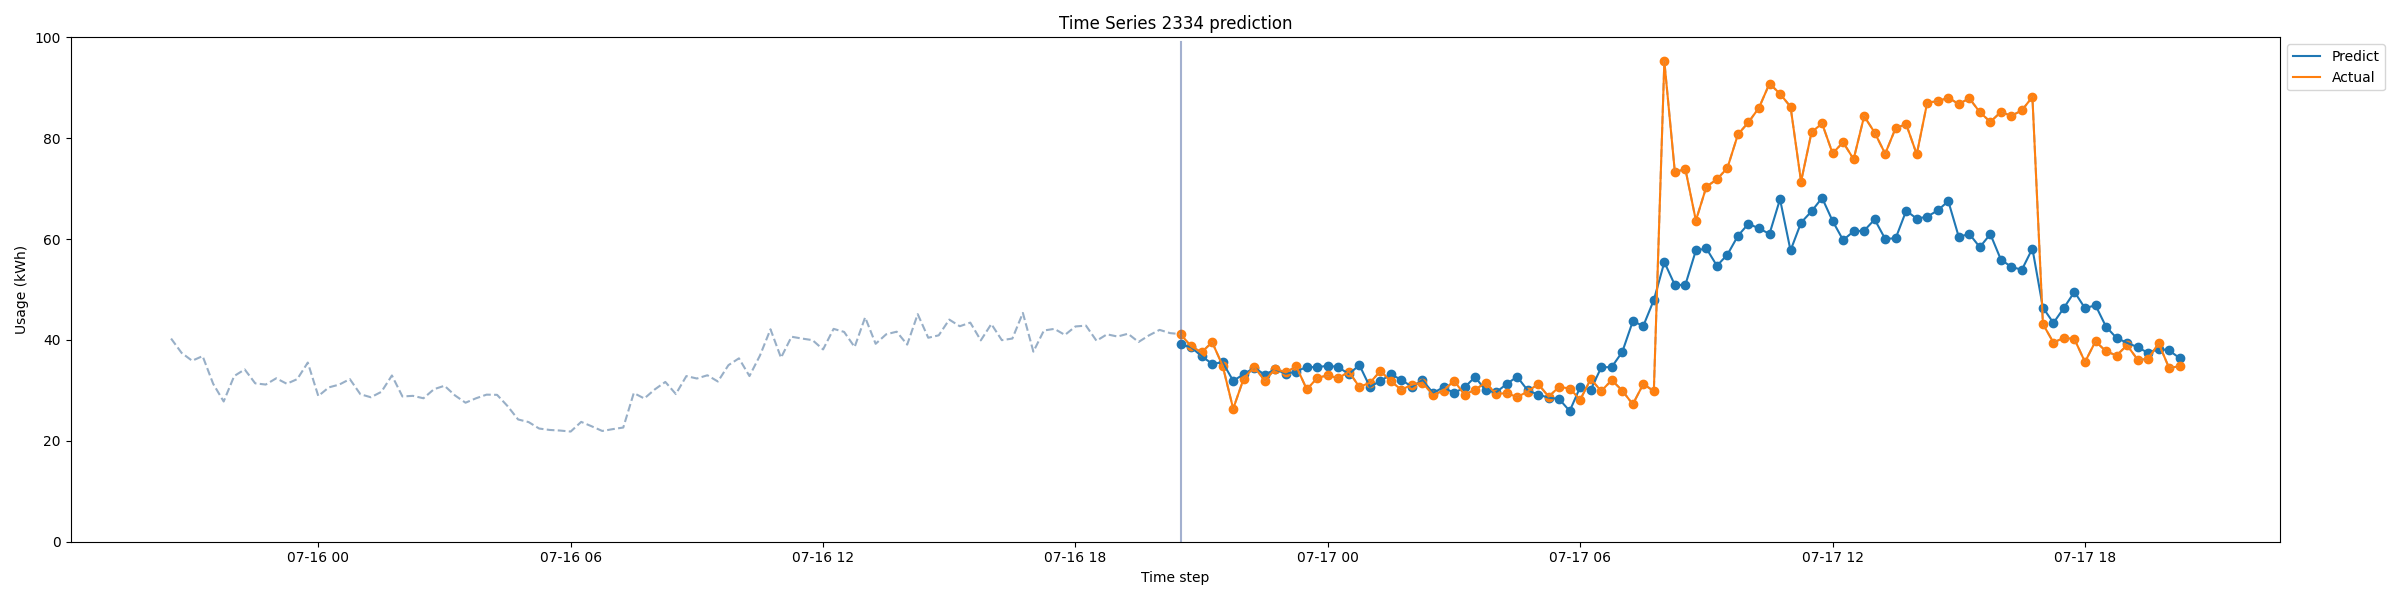 Time Series 2334 prediction
100
80
60
40
20
0
Usage (kWh)
07-16 00
07-16 06
07-16 12
07-16 18
07-17 00
07-17 06
07-17 12
07-17 18
Time step
Predict
Actual